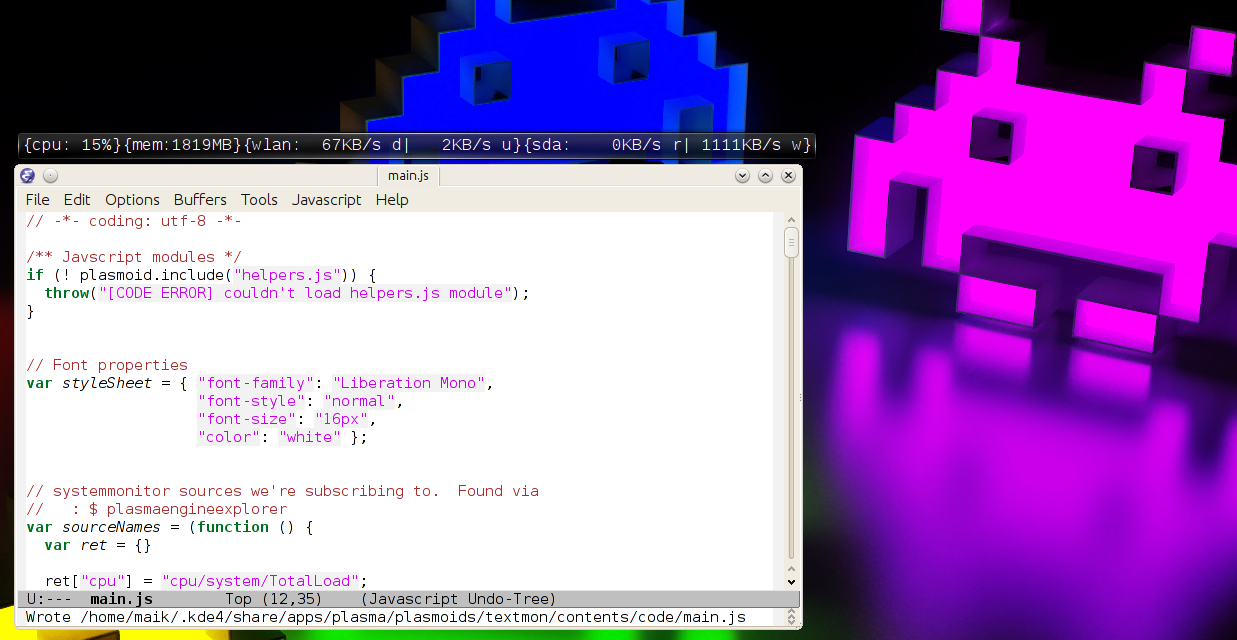 {cpu: 15%}{mem:1819MB}{wlan:  67KB/s d|   2KB/s u}{sda:    0KB/s r| 1111KB/s w}
main.js
File Edit Options Buffers Tools Javascript Help
// -*- coding: utf-8 -*-
/** Javscript modules */
if (! plasmoid.include("helpers.js")) {
  throw("[CODE ERROR] couldn't load helpers.js module");
}
// Font properties
var styleSheet = { "font-family": "Liberation Mono",
                   "font-style": "normal",
                   "font-size": "16px",
                   "color": "white" };
// systemmonitor sources we're subscribing to.  Found via
//   : $ plasmaengineexplorer
var sourceNames = (function () {
  var ret = {}
  ret["cpu"] = "cpu/system/TotalLoad";
U:---  main.js        Top (12,35)    (Javascript Undo-Tree)
Wrote /home/maik/.kde4/share/apps/plasma/plasmoids/textmon/contents/code/main.js